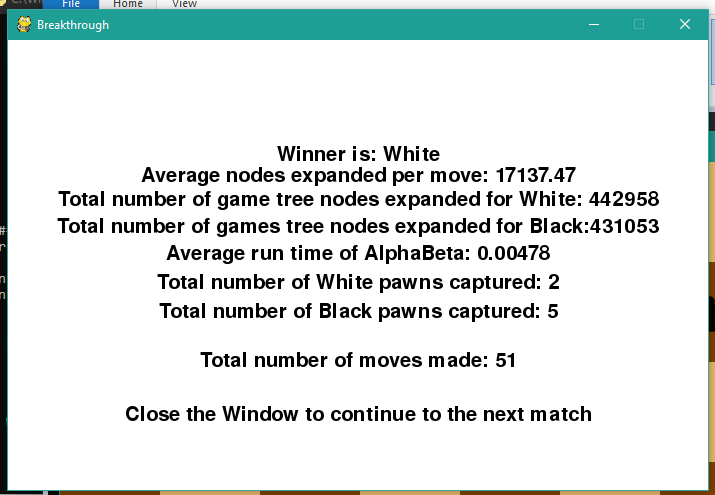 File Home View
Breakthrough
Winner is: White
Average nodes expanded per move: 17137.47
Total number of game tree nodes expanded for White: 442958
Total number of games tree nodes expanded for Black:431053
Average run time of AlphaBeta: 0.00478
Total number of White pawns captured: 2
Total number of Black pawns captured: 5
Total number of moves made: 51
Close the Window to continue to the next match